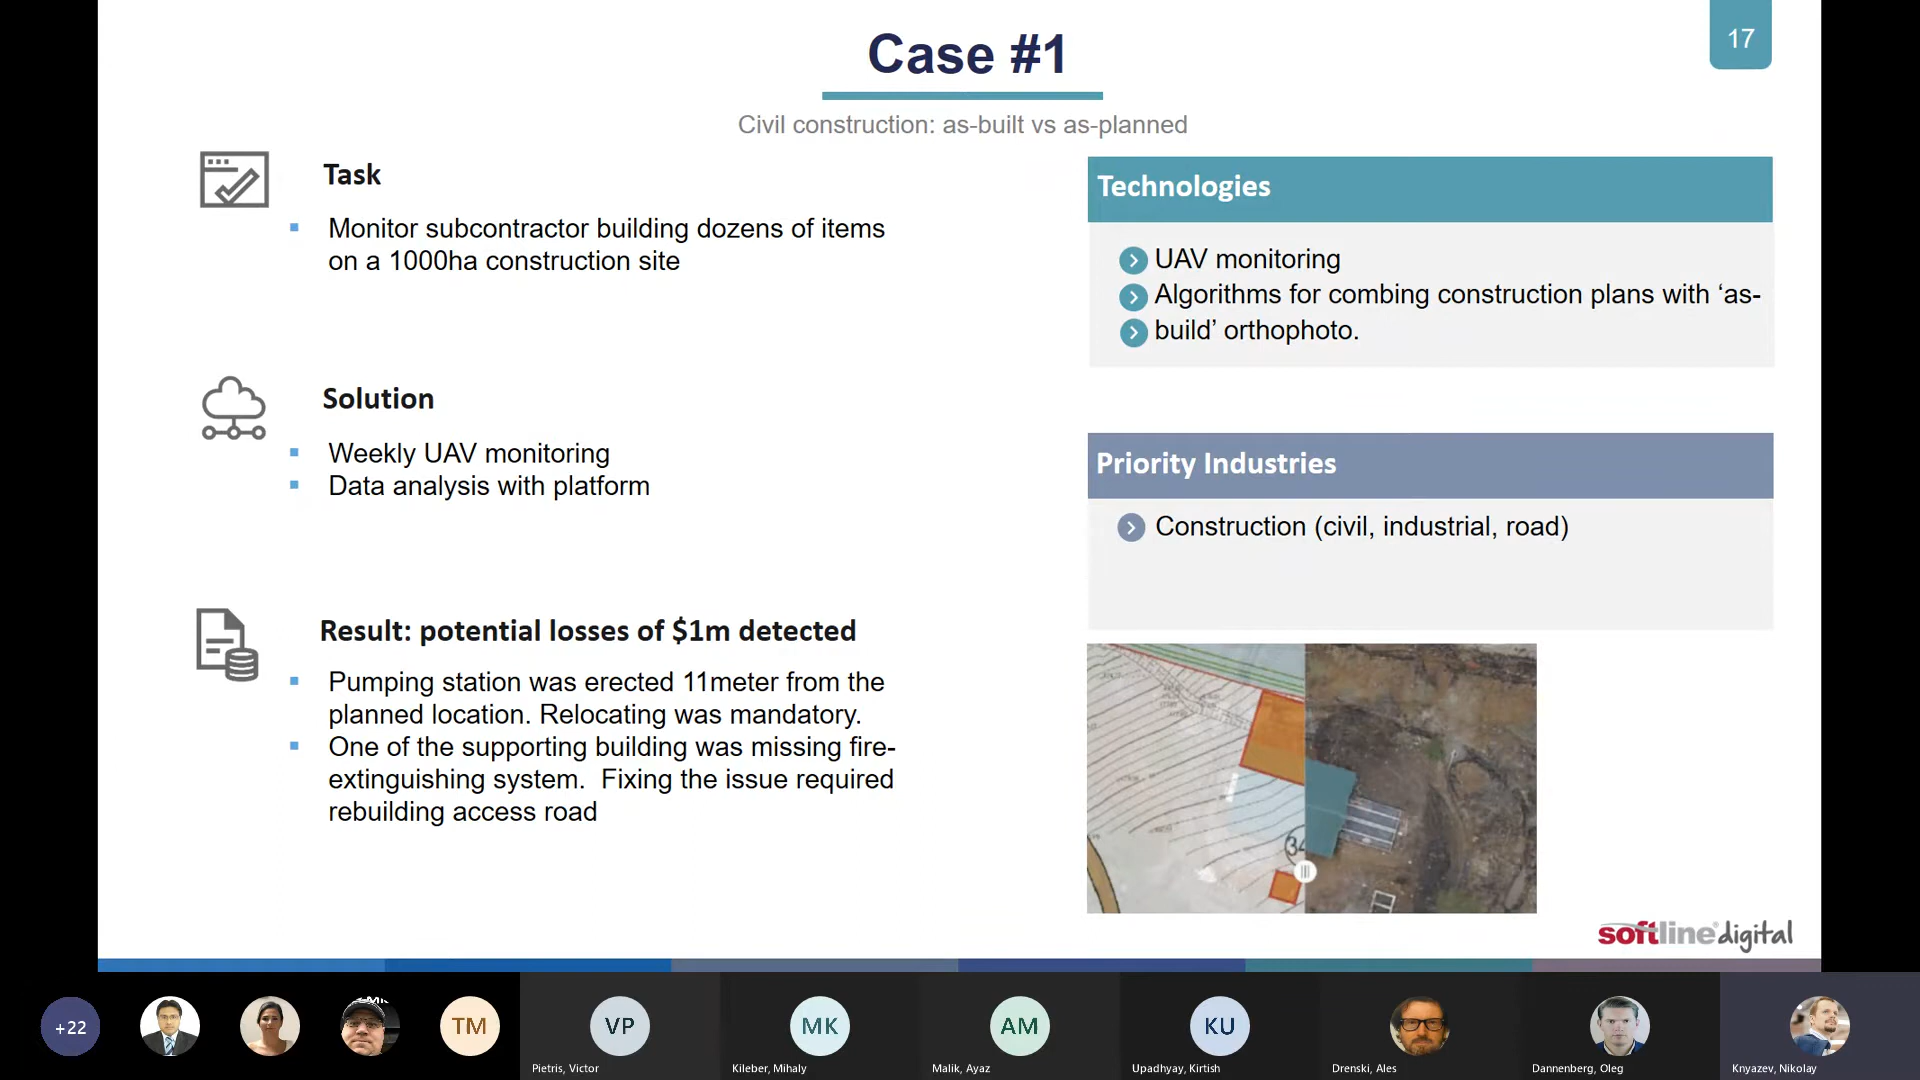 Case #1
17
Civil construction: as-built vs as-planned
Task
Monitor subcontractor building dozens of items
on a 1000ha construction site
Solution
Weekly UAV monitoring
Data analysis with platform
Result: potential losses of $1m detected
Pumping station was erected 11meter from the
planned location. Relocating was mandatory.
One of the supporting building was missing fire-
extinguishing system.  Fixing the issue required
rebuilding access road
Technologies
UAV monitoring
Algorithms for combing construction plans with ‘as-
build’ orthophoto.
Priority Industries
Construction (civil, industrial, road)
34
softline digital
+22
TM
VP
MK
AM
KU
Pietris, Victor
Kileber, Mihaly
Malik, Ayaz
Upadhyay, Kirtish
Drenski, Ales
Dannenberg, Oleg
Knyazev, Nikolay